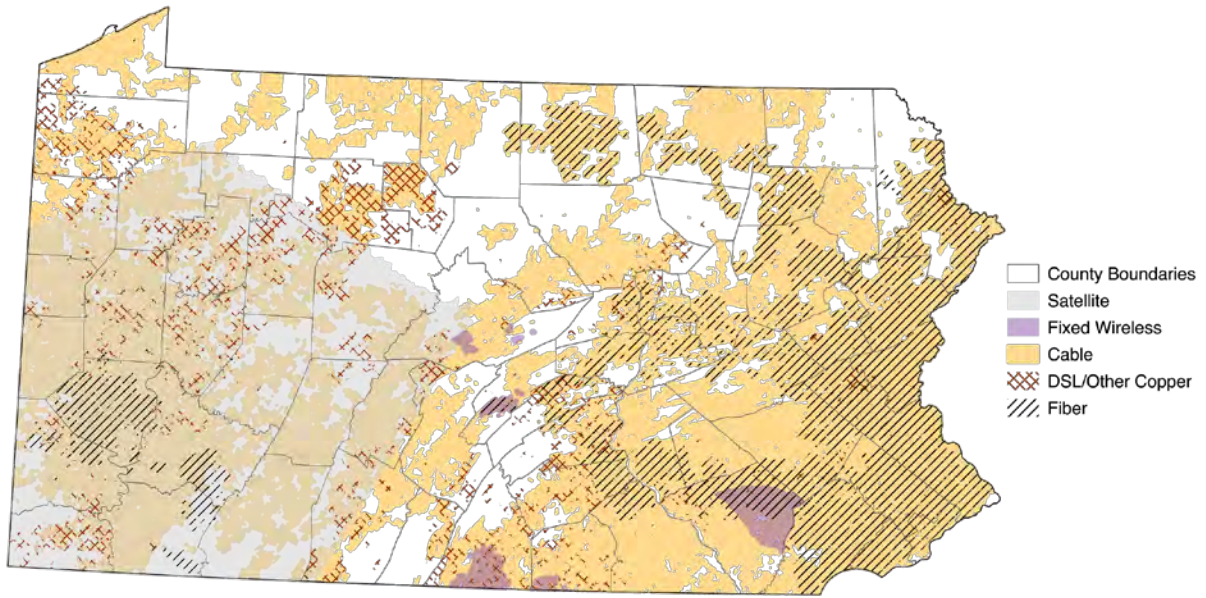 County Boundaries
Satellite
Fixed Wireless
Cable
DSL/Other Copper
Fiber